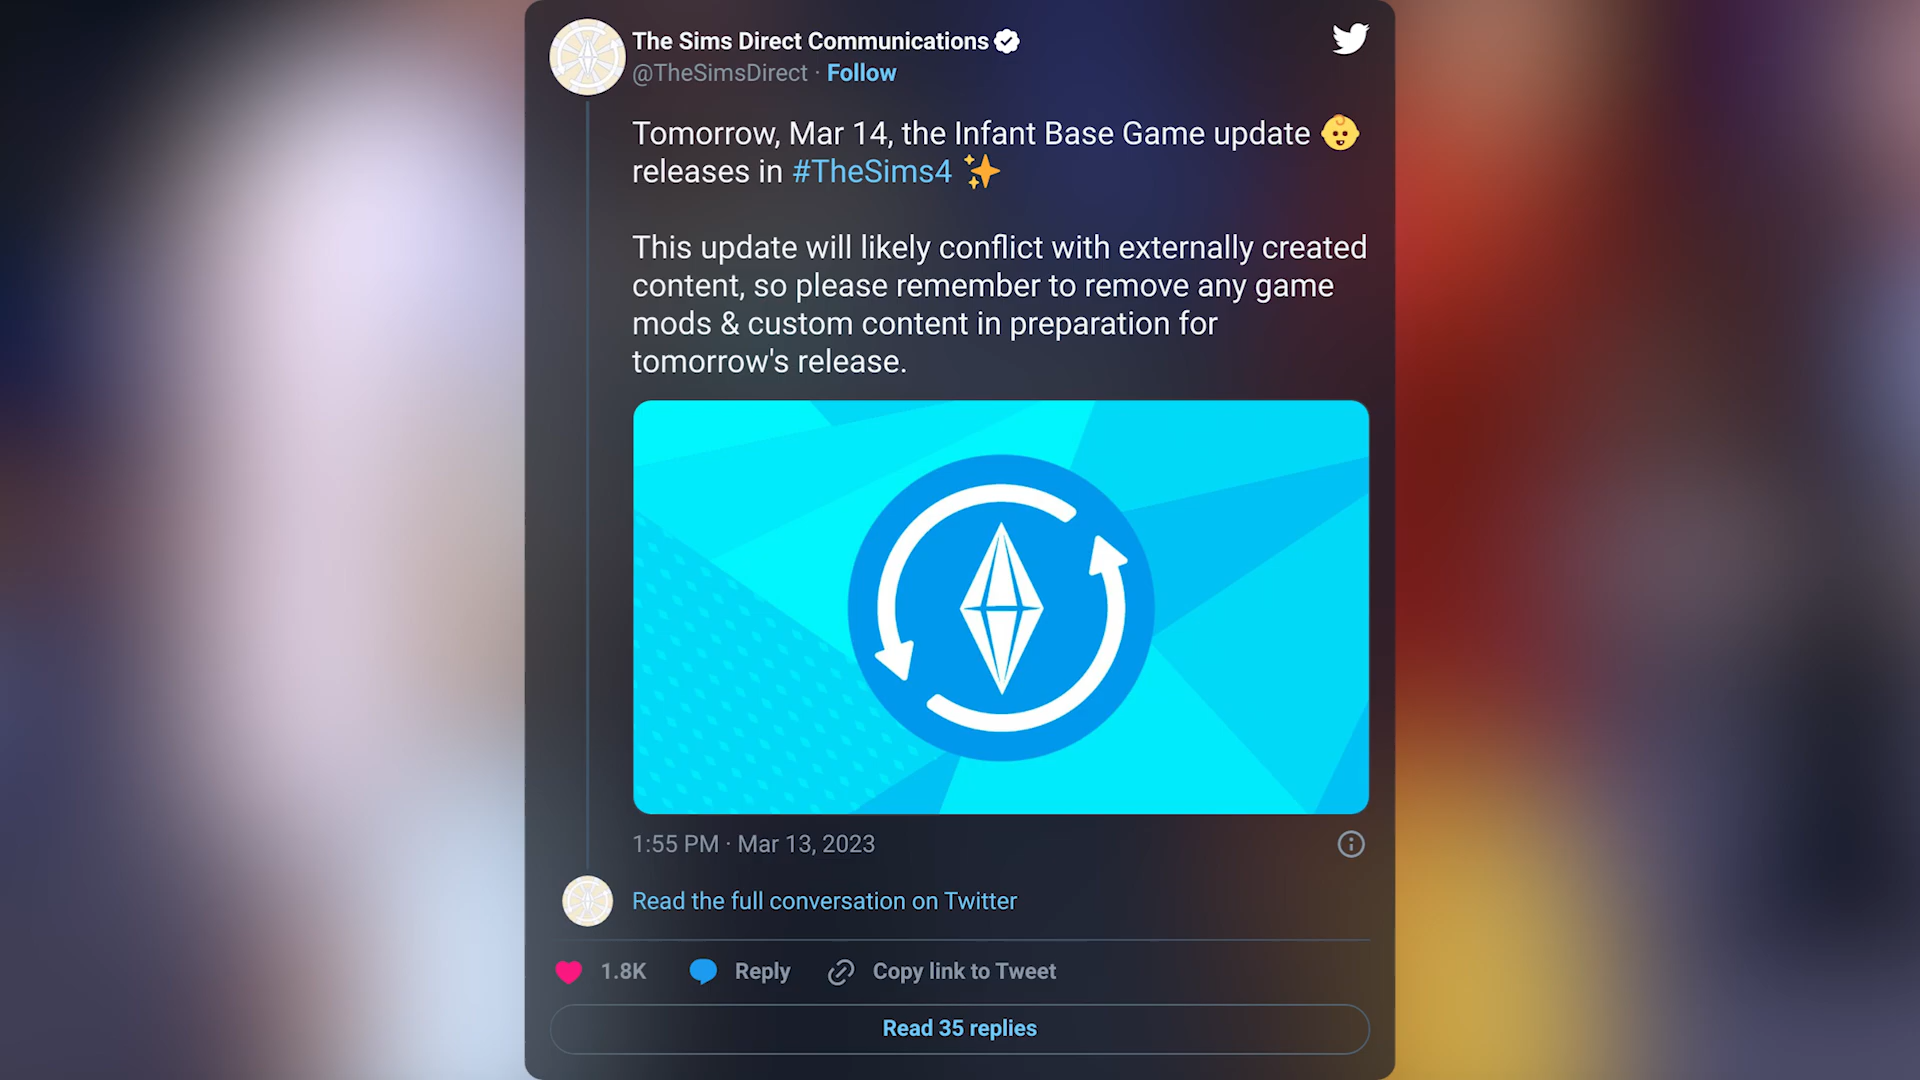 The Sims Direct Communications
@TheSimsDirect · Follow
Tomorrow, Mar 14, the Infant Base Game update 👶
releases in #TheSims4 ✨
This update will likely conflict with externally created
content, so please remember to remove any game
mods & custom content in preparation for
tomorrow's release.
1:55 PM · Mar 13, 2023
Read the full conversation on Twitter
1.8K Reply Copy link to Tweet
Read 35 replies